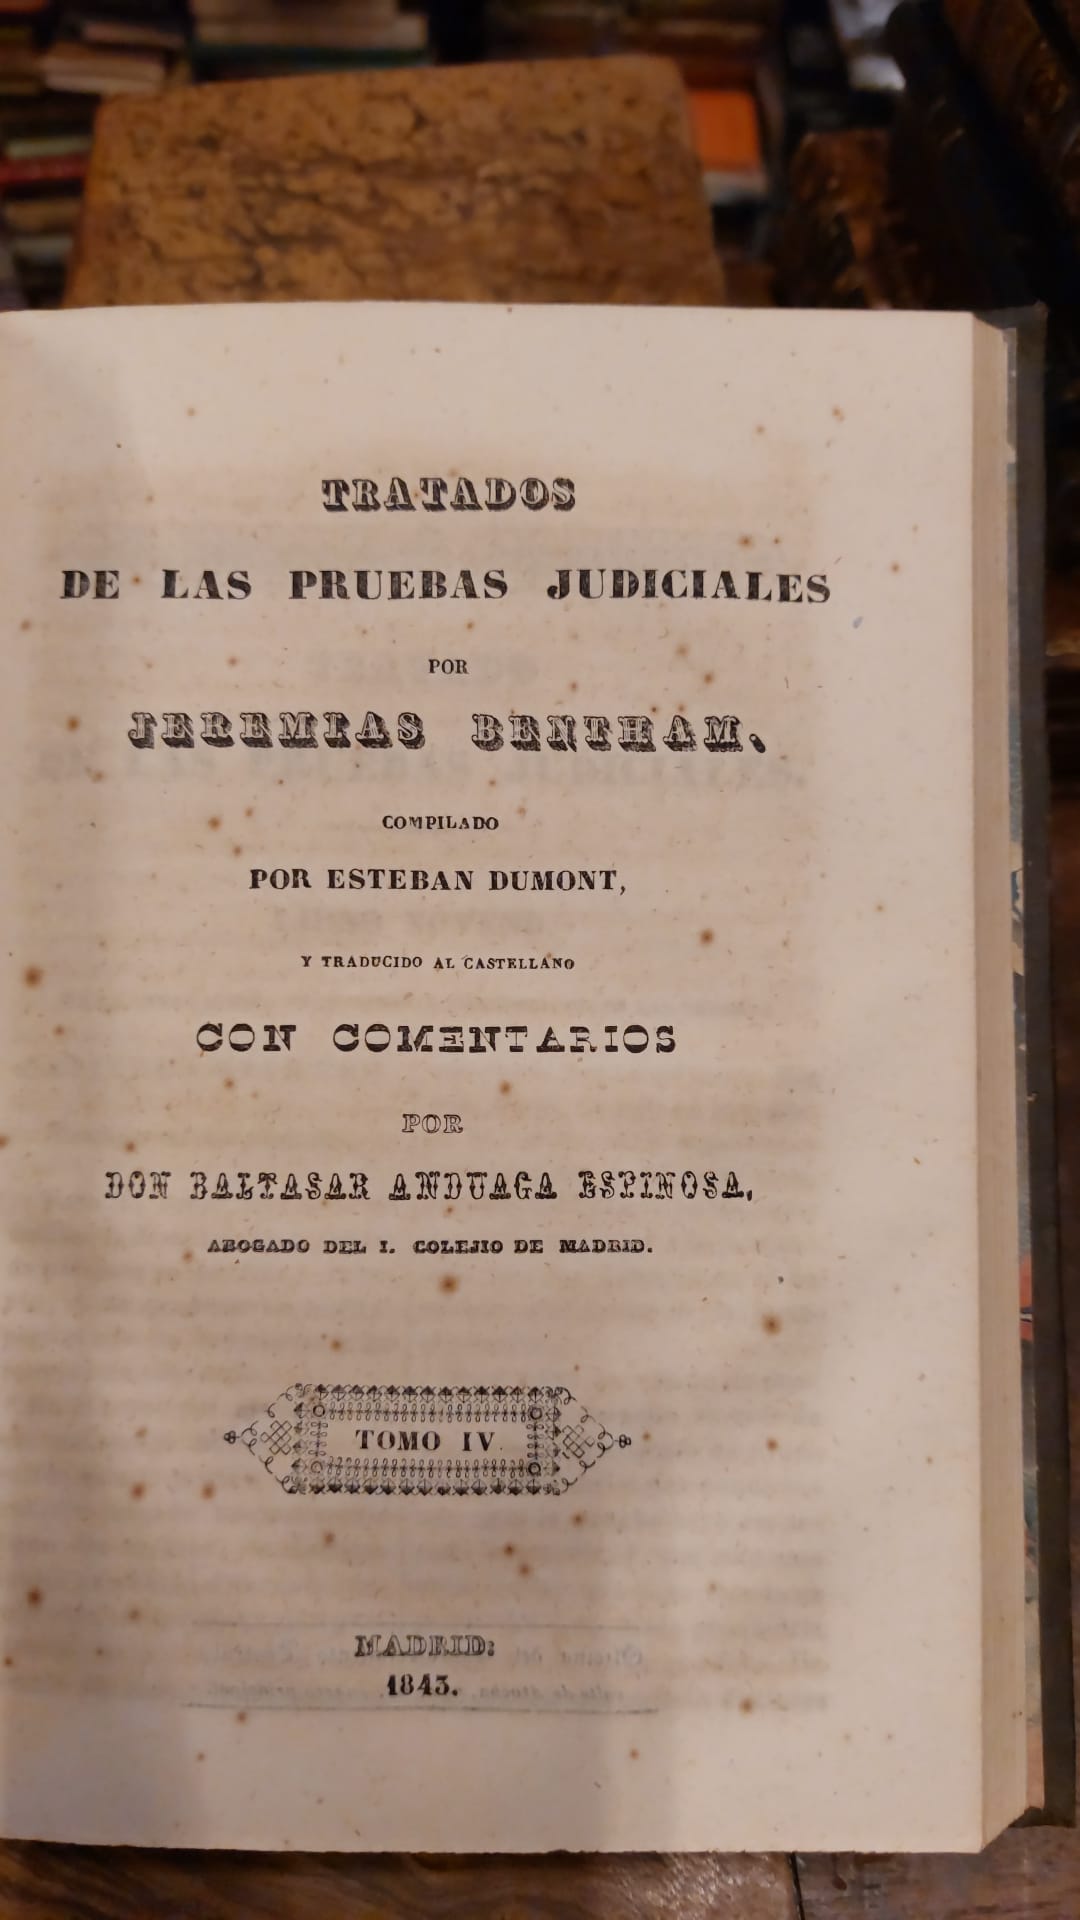 TRATADOS
DE LAS PRUEBAS JUDICIALES
POR
JEREMIAS BENTHAM.
COMPILADO
POR ESTEBAN DUMONT,
Y TRADUCIDO AL CASTELLANO
CON COMENTARIOS
POR
DON BALTASAR ANDUAGA ESPINOSA,
ABOGADO DEL I. COLEJIO DE MADRID.
TOMO IV
MADRID:
1843.